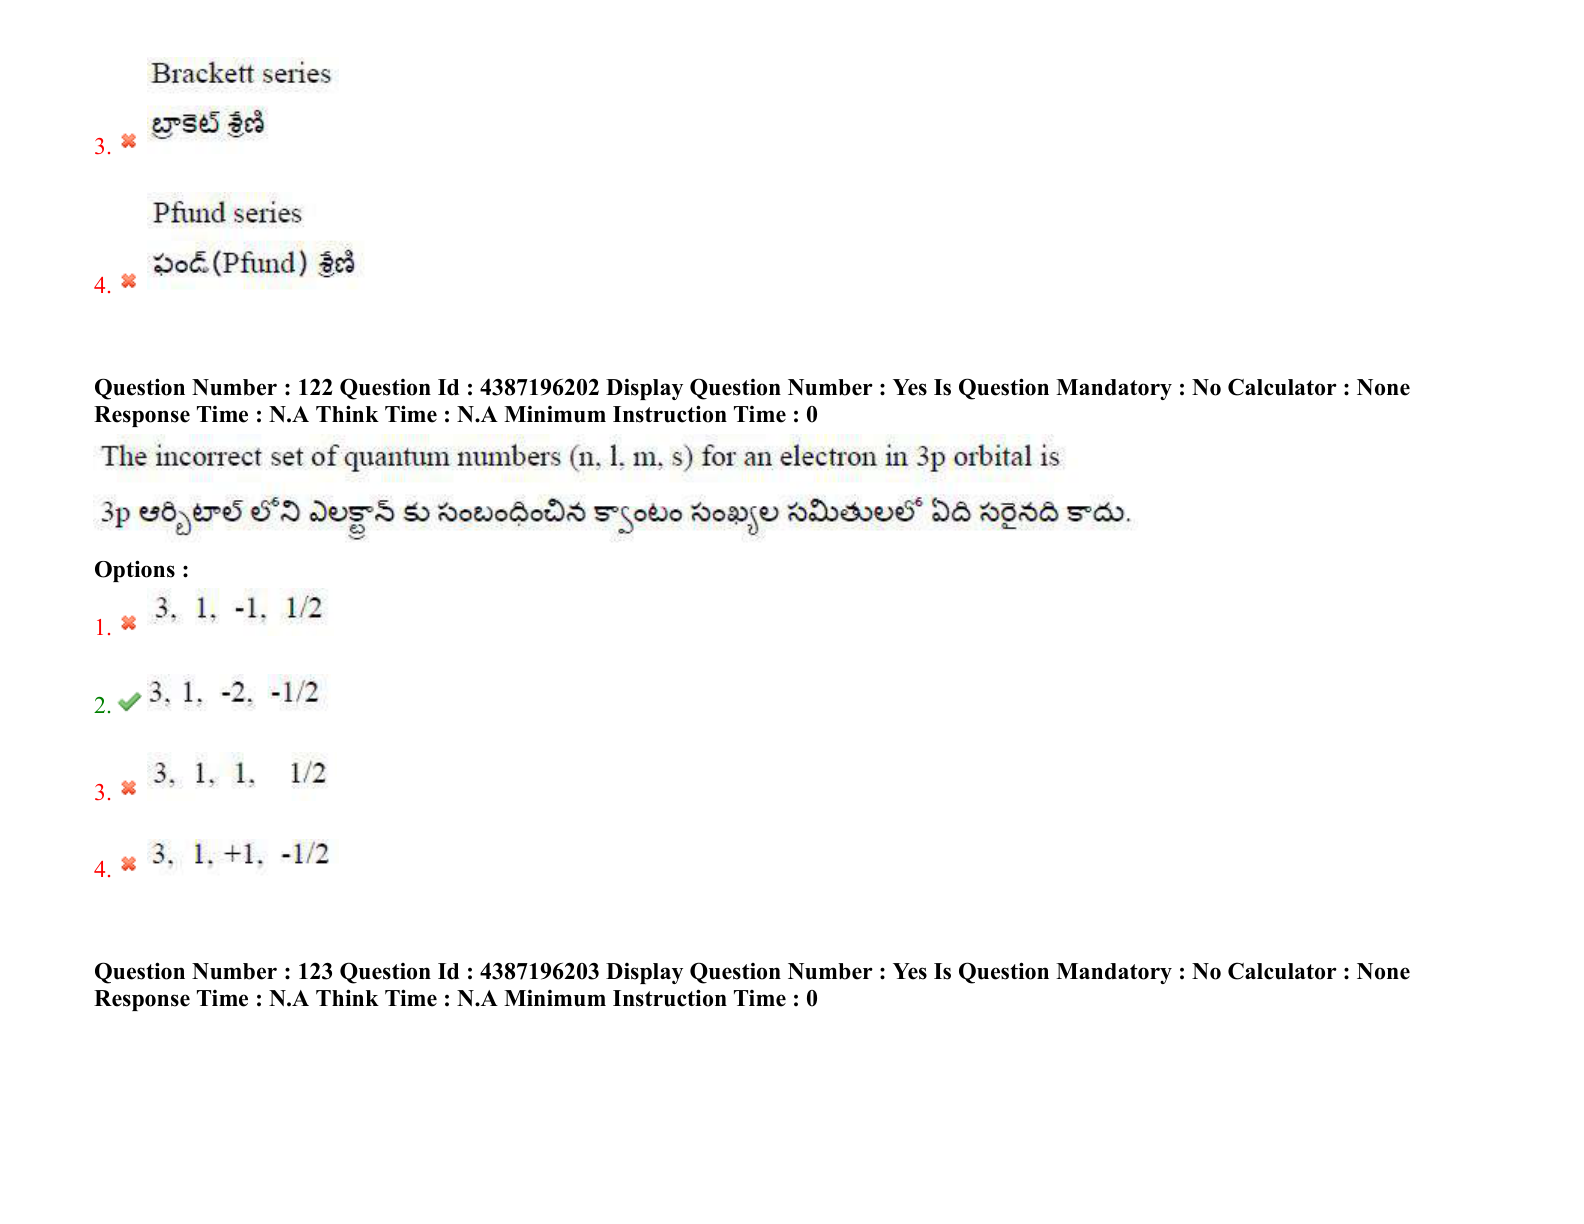 Brackett series
బ్రాకెట్ శ్రేణి
3.
Pfund series
ఫండ్(Pfund) శ్రేణి
4.
Question Number : 122 Question Id : 4387196202 Display Question Number : Yes Is Question Mandatory : No Calculator : None
Response Time : N.A Think Time : N.A Minimum Instruction Time : 0
The incorrect set of quantum numbers (n, l, m, s) for an electron in 3p orbital is
3p ఆర్బిటాల్ లోని ఎలక్ట్రాన్ కు సంబంధించిన క్వాంటం సంఖ్యల సమితులలో ఏది సరైనది కాదు.
Options :
1. 3, 1, -1, 1/2
2. 3, 1, -2, -1/2
3. 3, 1, 1, 1/2
4. 3, 1, +1, -1/2
Question Number : 123 Question Id : 4387196203 Display Question Number : Yes Is Question Mandatory : No Calculator : None
Response Time : N.A Think Time : N.A Minimum Instruction Time : 0